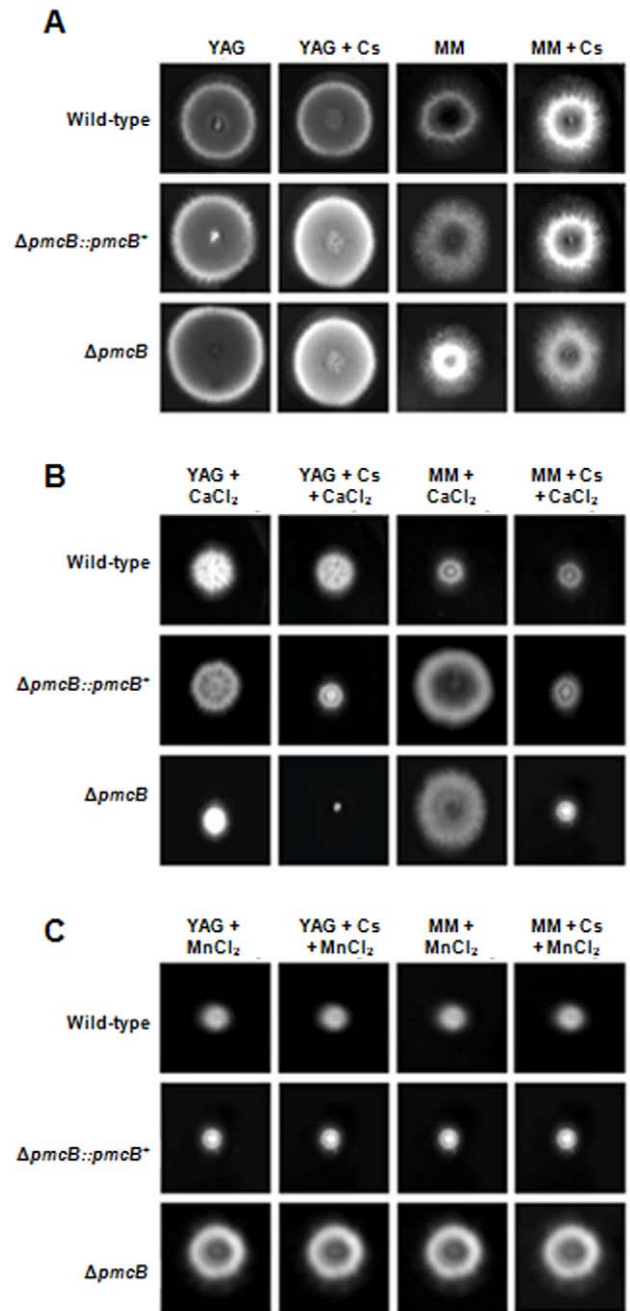 A
YAG YAG + Cs MM MM + Cs
Wild-type
ΔpmcB::pmcB⁺
ΔpmcB
B
YAG + YAG + Cs MM + MM + Cs
CaCl₂ + CaCl₂ CaCl₂ + CaCl₂
Wild-type
ΔpmcB::pmcB⁺
ΔpmcB
C
YAG + YAG + Cs MM + MM + Cs
MnCl₂ + MnCl₂ MnCl₂ + MnCl₂
Wild-type
ΔpmcB::pmcB⁺
ΔpmcB